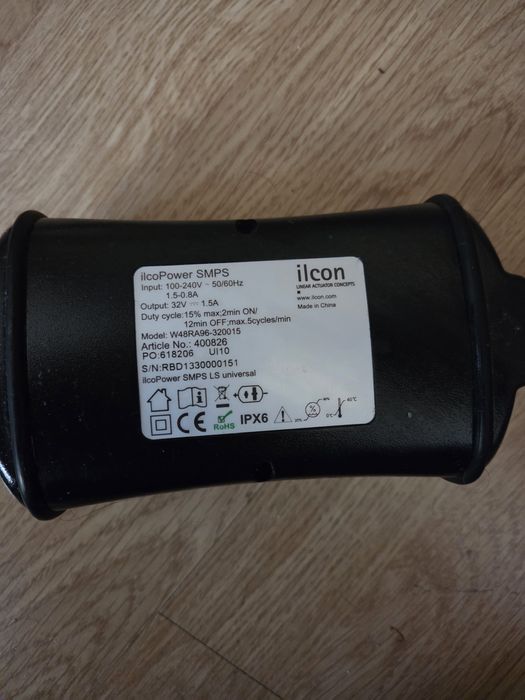 ilcoPower SMPS
Input: 100-240V ~ 50/60Hz
1.5-0.8A
Output: 32V ⎓ 1.5A
Duty cycle:15% max;2min ON/
12min OFF;max.5cycles/min
Model: W48RA96-320015
Article No.: 400826
PO:618206 UI10
S/N:RBD1330000151
ilcoPower SMPS LS universal
ilcon
LINEAR ACTUATOR CONCEPTS
www.ilcon.com
Made in China
CE RoHS IPX6